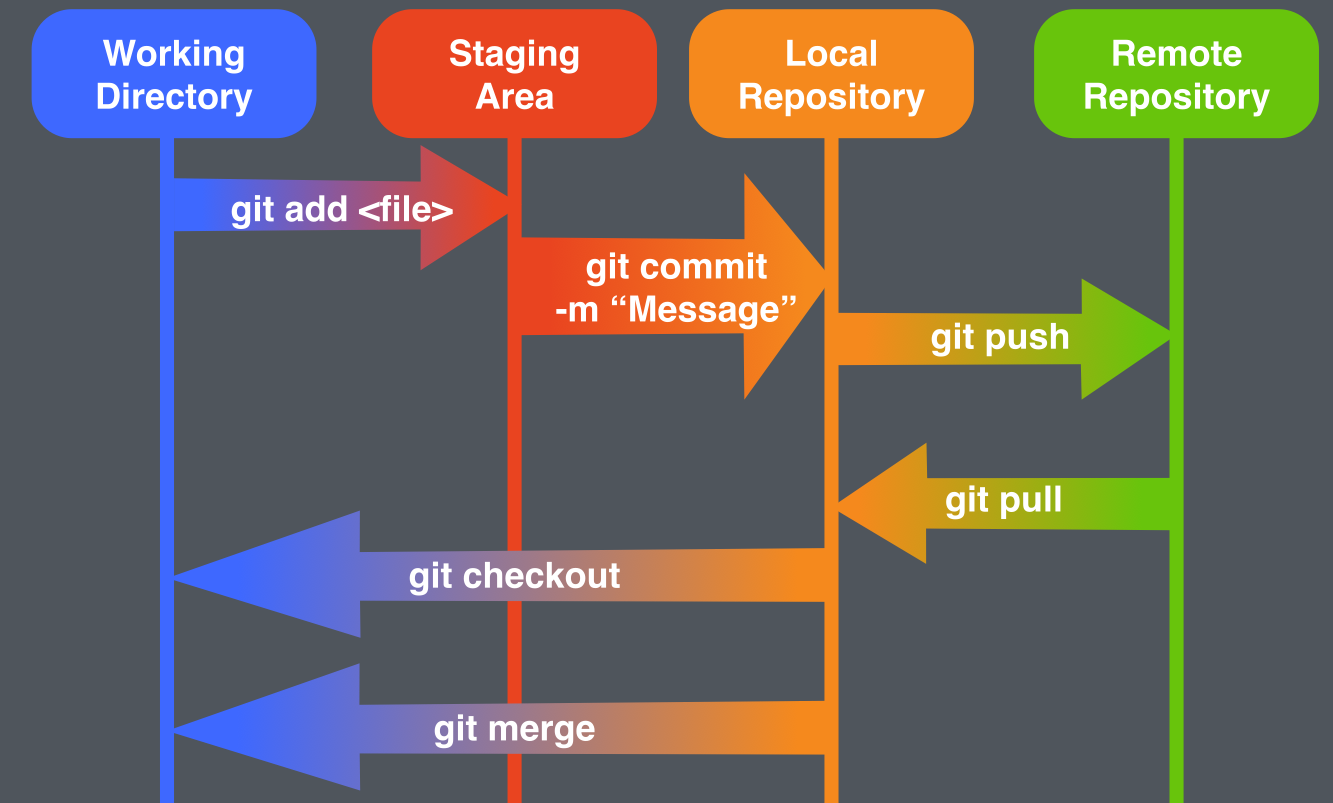 Working
Directory
Staging
Area
Local
Repository
Remote
Repository
git add <file>
git commit
-m “Message”
git push
git pull
git checkout
git merge